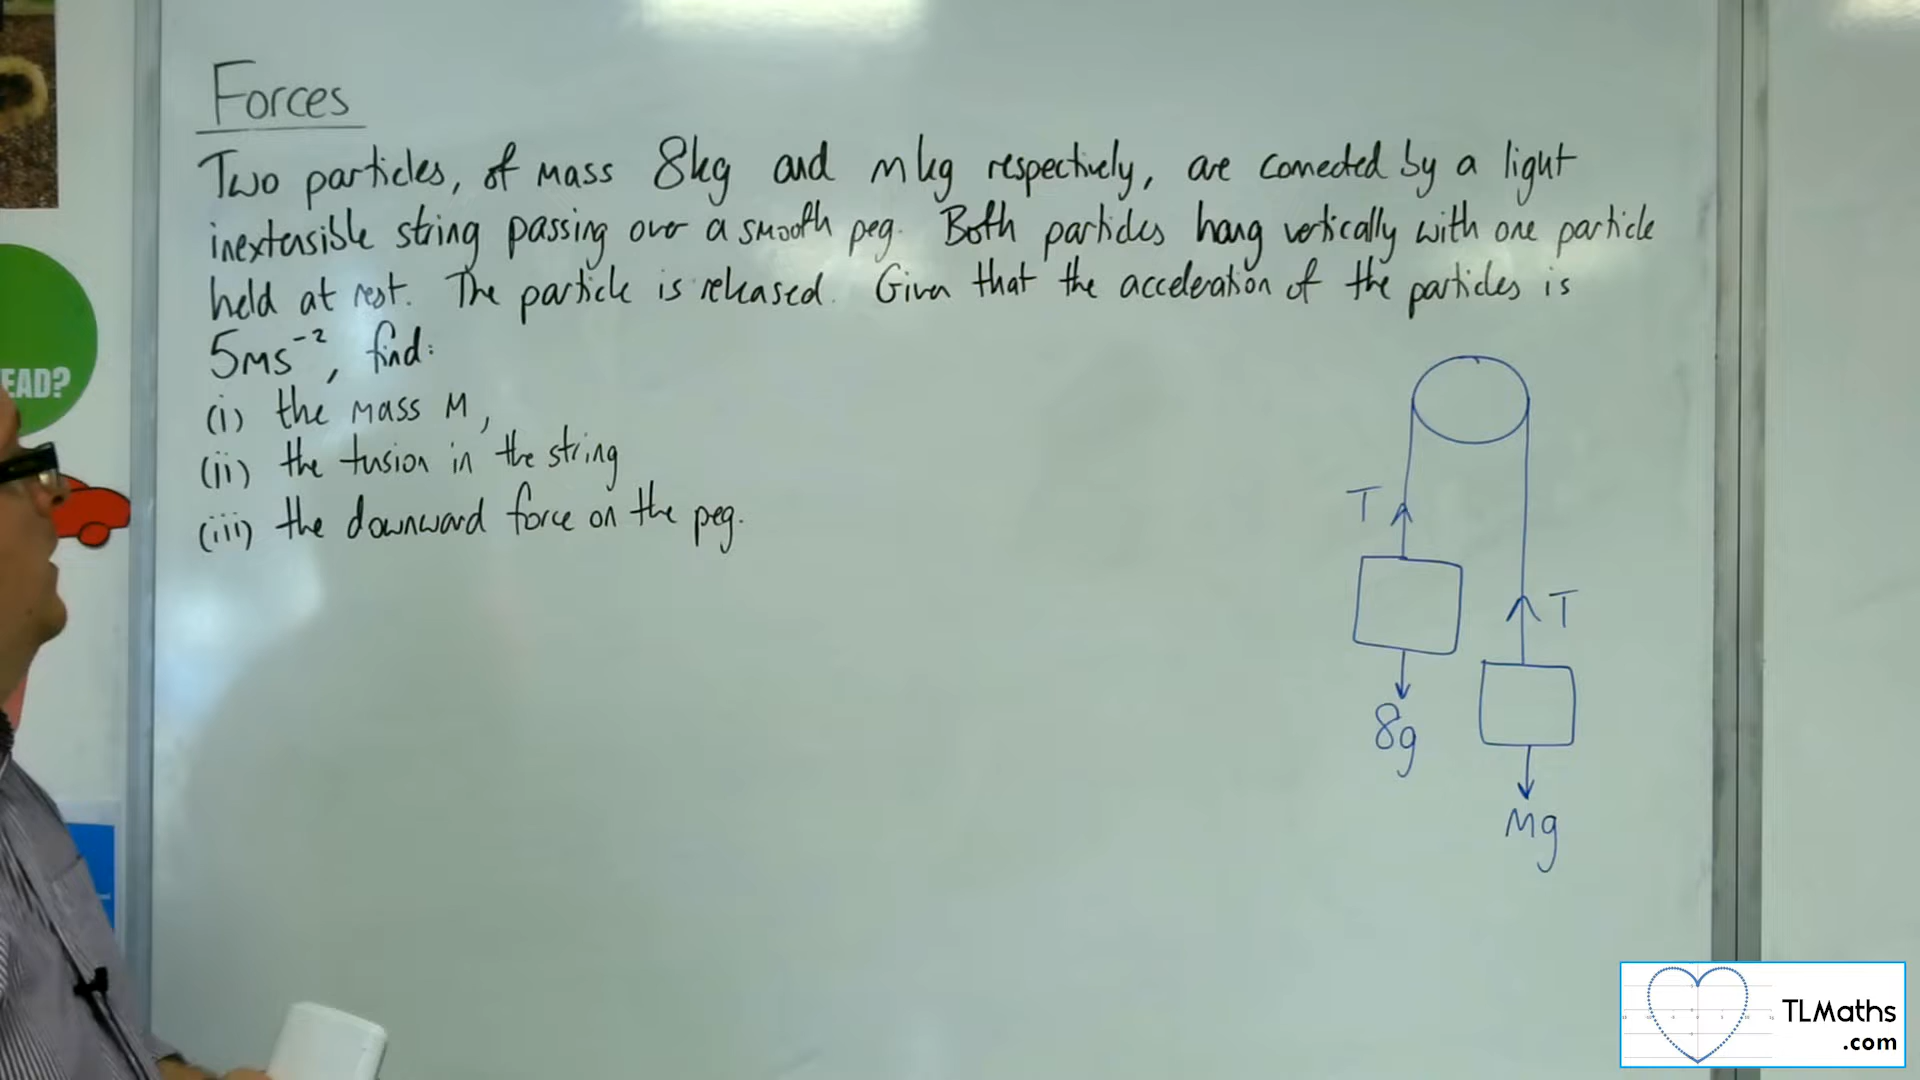 Forces
Two particles, of mass 8kg and mkg respectively, are connected by a light
inextensible string passing over a smooth peg. Both particles hang vertically with one particle
held at rest. The particle is released. Given that the acceleration of the particles is
5ms⁻², find:
(i) the mass M,
(ii) the tension in the string
(iii) the downward force on the peg.
T
T
8g
Mg
EAD?
TLMaths
.com